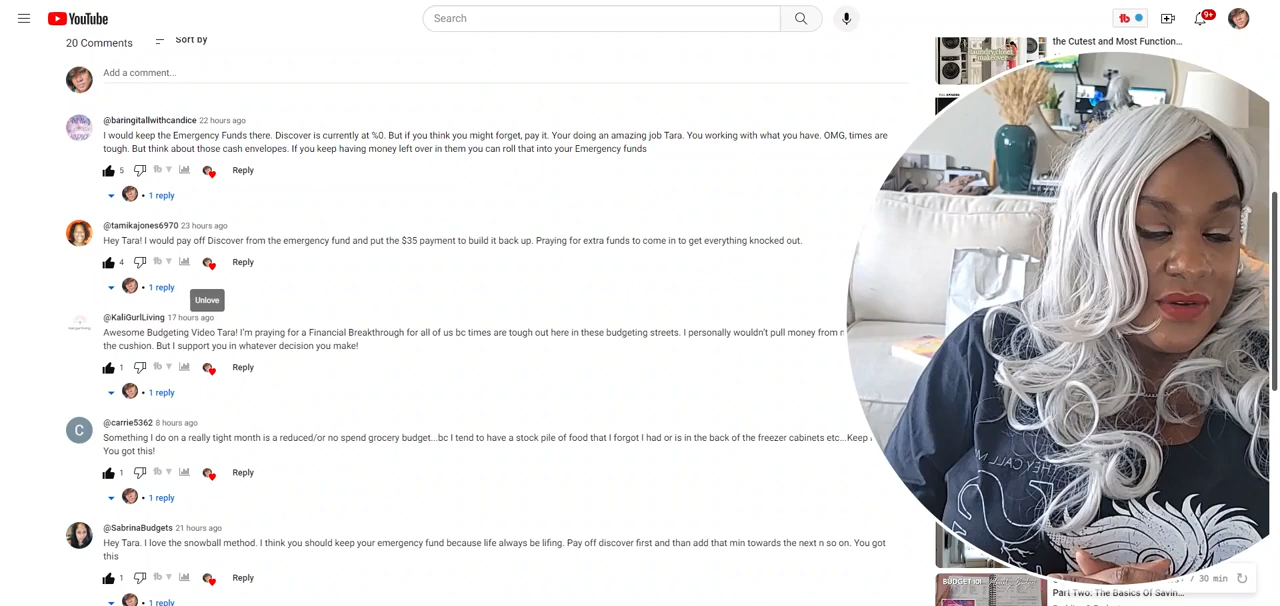 YouTube
Search
tb
9+
20 Comments
Sort by
the Cutest and Most Function...
Add a comment...
laundry closet
makeover
@baringitallwithcandice 22 hours ago
I would keep the Emergency Funds there. Discover is currently at %0. But if you think you might forget, pay it. Your doing an amazing job Tara. You working with what you have. OMG, times are
tough. But think about those cash envelopes. If you keep having money left over in them you can roll that into your Emergency funds
5 tb Reply
1 reply
@tamikajones6970 23 hours ago
Hey Tara! I would pay off Discover from the emergency fund and put the $35 payment to build it back up. Praying for extra funds to come in to get everything knocked out.
4 tb Reply
1 reply
Unlove
@KaliGurlLiving 17 hours ago
Awesome Budgeting Video Tara! I'm praying for a Financial Breakthrough for all of us bc times are tough out here in these budgeting streets. I personally wouldn't pull money from
the cushion. But I support you in whatever decision you make!
1 tb Reply
1 reply
C
@carrie5362 8 hours ago
Something I do on a really tight month is a reduced/or no spend grocery budget...bc I tend to have a stock pile of food that I forgot I had or is in the back of the freezer cabinets etc...Keep
You got this!
1 tb Reply
1 reply
THEY CALL M
@SabrinaBudgets 21 hours ago
Hey Tara. I love the snowball method. I think you should keep your emergency fund because life always be lifing. Pay off discover first and than add that min towards the next n so on. You got
this
1 tb Reply
1 reply
/ 30 min
BUDGET 101
Part Two: The Basics Of Savin...